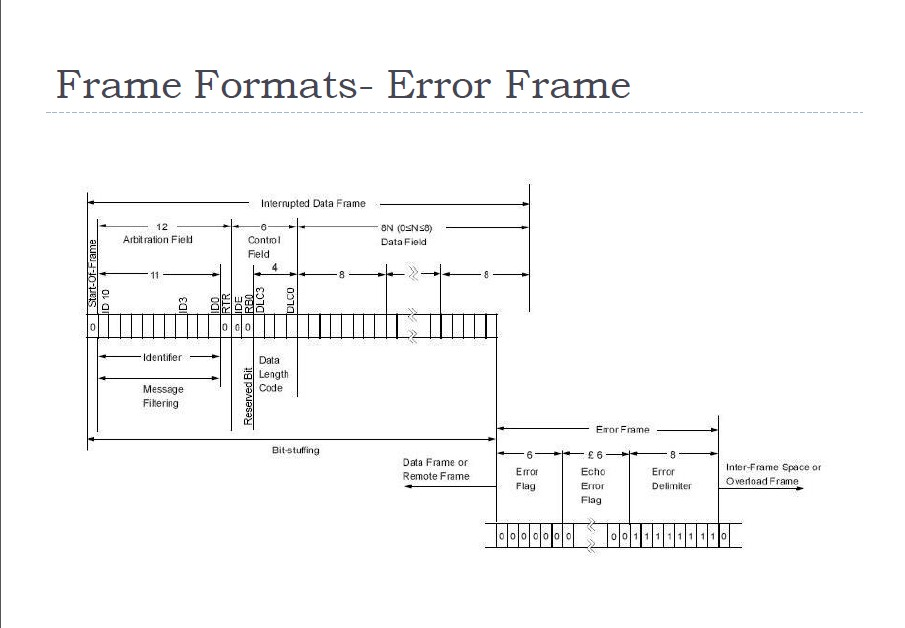 Frame Formats- Error Frame
Interrupted Data Frame
12
Arbitration Field
6
Control
Field
8N (0≤N≤8)
Data Field
11
4
8
8
Start-Of-Frame
ID 10
ID3
ID0
RTR
IDE
RB0
DLC3
DLC0
0
0
0
0
Identifier
Message
Filtering
Reserved Bit
Data
Length
Code
Bit-stuffing
Error Frame
Data Frame or
Remote Frame
6
Error
Flag
£ 6
Echo
Error
Flag
8
Error
Delimiter
Inter-Frame Space or
Overload Frame
0 0 0 0 0 0 0 0 0 1 1 1 1 1 1 1 1 0